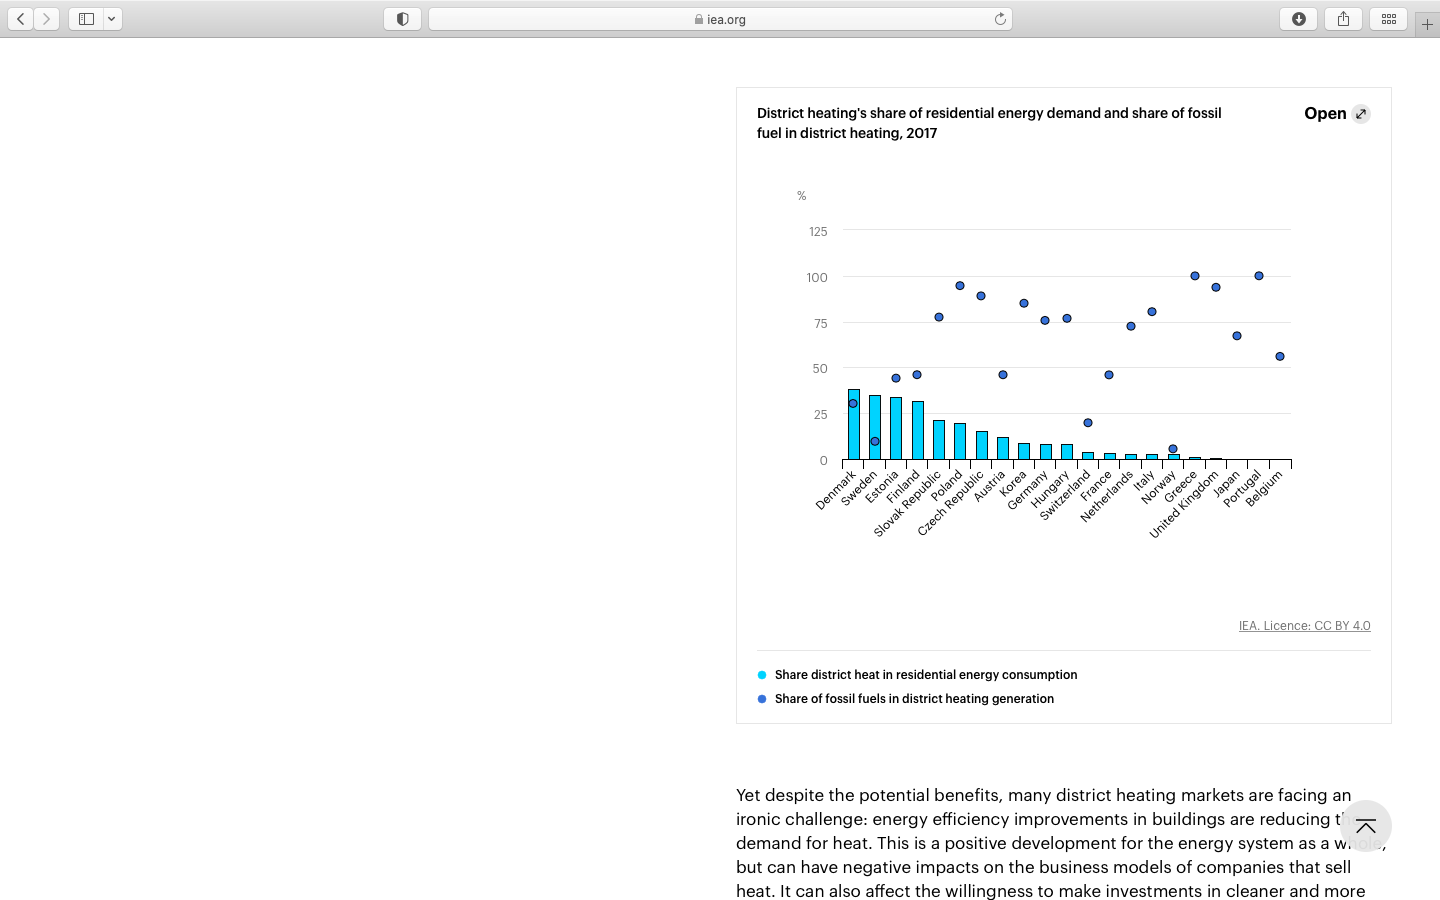 iea.org
District heating's share of residential energy demand and share of fossil
fuel in district heating, 2017
Open
%
125
100
75
50
25
0
Denmark
Sweden
Estonia
Finland
Slovak Republic
Poland
Czech Republic
Austria
Korea
Germany
Hungary
Switzerland
France
Netherlands
Italy
Norway
Greece
United Kingdom
Japan
Portugal
Belgium
IEA. Licence: CC BY 4.0
Share district heat in residential energy consumption
Share of fossil fuels in district heating generation
Yet despite the potential benefits, many district heating markets are facing an
ironic challenge: energy efficiency improvements in buildings are reducing the
demand for heat. This is a positive development for the energy system as a whole,
but can have negative impacts on the business models of companies that sell
heat. It can also affect the willingness to make investments in cleaner and more